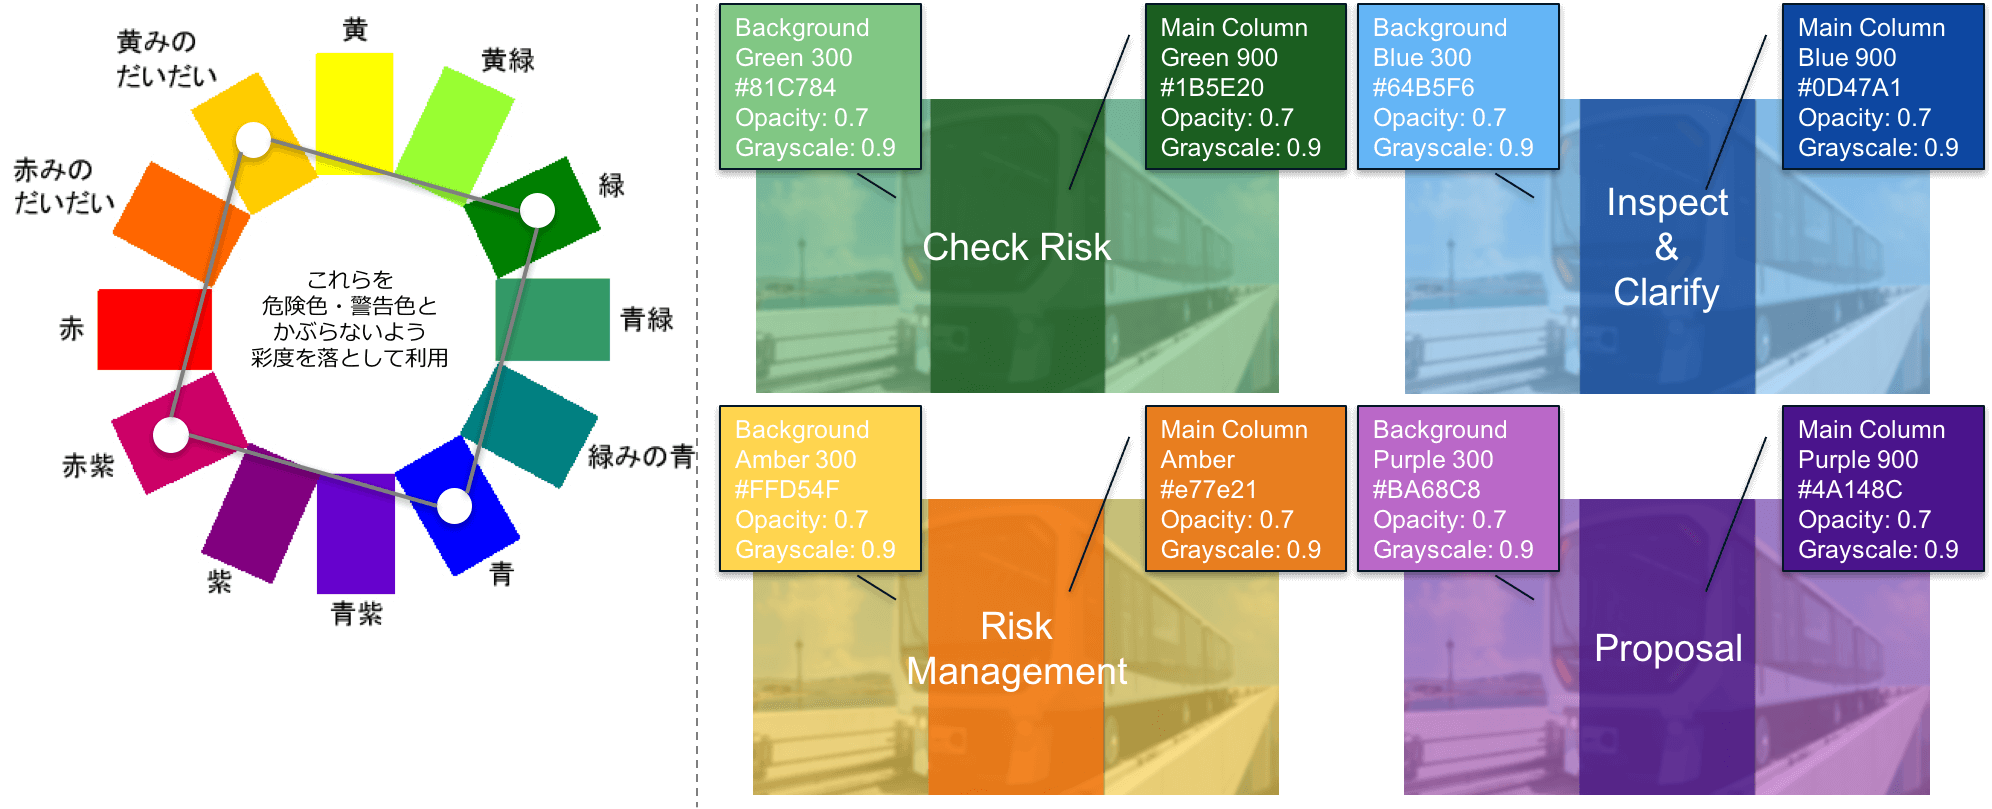 黄
黄みの
だいだい
黄緑
赤みの
だいだい
緑
赤
青緑
これらを
危険色・警告色と
かぶらないよう
彩度を落として利用
赤紫
緑みの青
紫
青紫
青
Background
Green 300
#81C784
Opacity: 0.7
Grayscale: 0.9
Main Column
Green 900
#1B5E20
Opacity: 0.7
Grayscale: 0.9
Check Risk
Background
Blue 300
#64B5F6
Opacity: 0.7
Grayscale: 0.9
Main Column
Blue 900
#0D47A1
Opacity: 0.7
Grayscale: 0.9
Inspect
&
Clarify
Background
Amber 300
#FFD54F
Opacity: 0.7
Grayscale: 0.9
Main Column
Amber
#e77e21
Opacity: 0.7
Grayscale: 0.9
Risk
Management
Background
Purple 300
#BA68C8
Opacity: 0.7
Grayscale: 0.9
Main Column
Purple 900
#4A148C
Opacity: 0.7
Grayscale: 0.9
Proposal